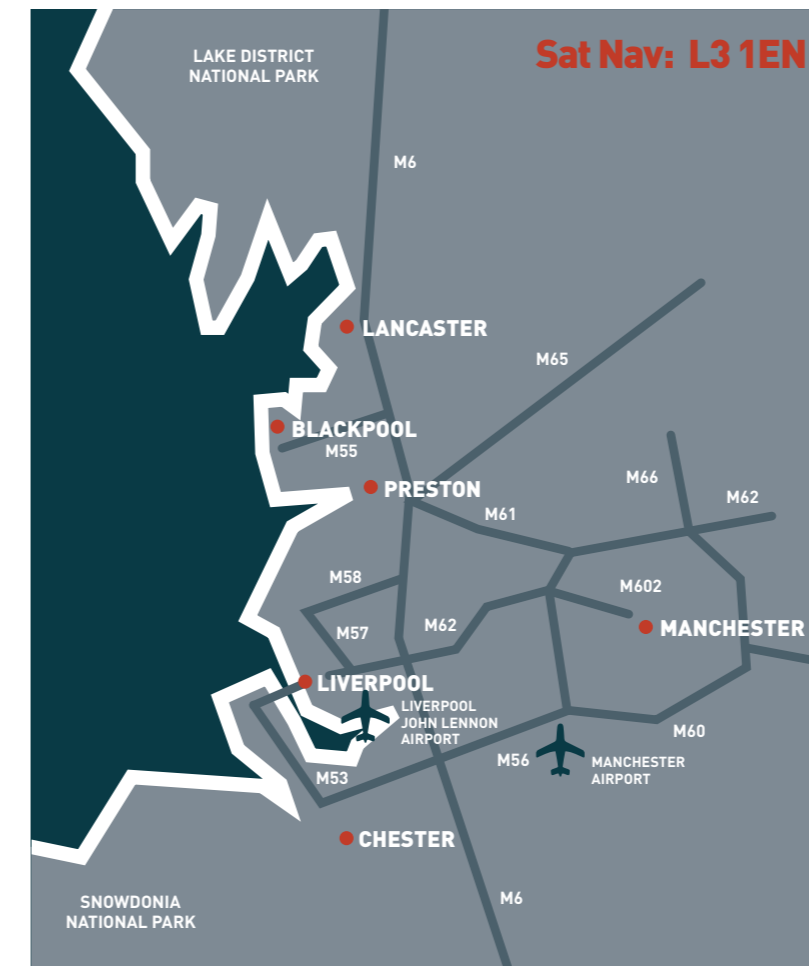 LAKE DISTRICT
NATIONAL PARK
Sat Nav: L3 1EN
M6
LANCASTER
M65
BLACKPOOL
M55
PRESTON
M66
M62
M61
M58
M602
M57
M62
MANCHESTER
LIVERPOOL
LIVERPOOL
JOHN LENNON
AIRPORT
M60
M56
MANCHESTER
AIRPORT
M53
CHESTER
SNOWDONIA
NATIONAL PARK
M6